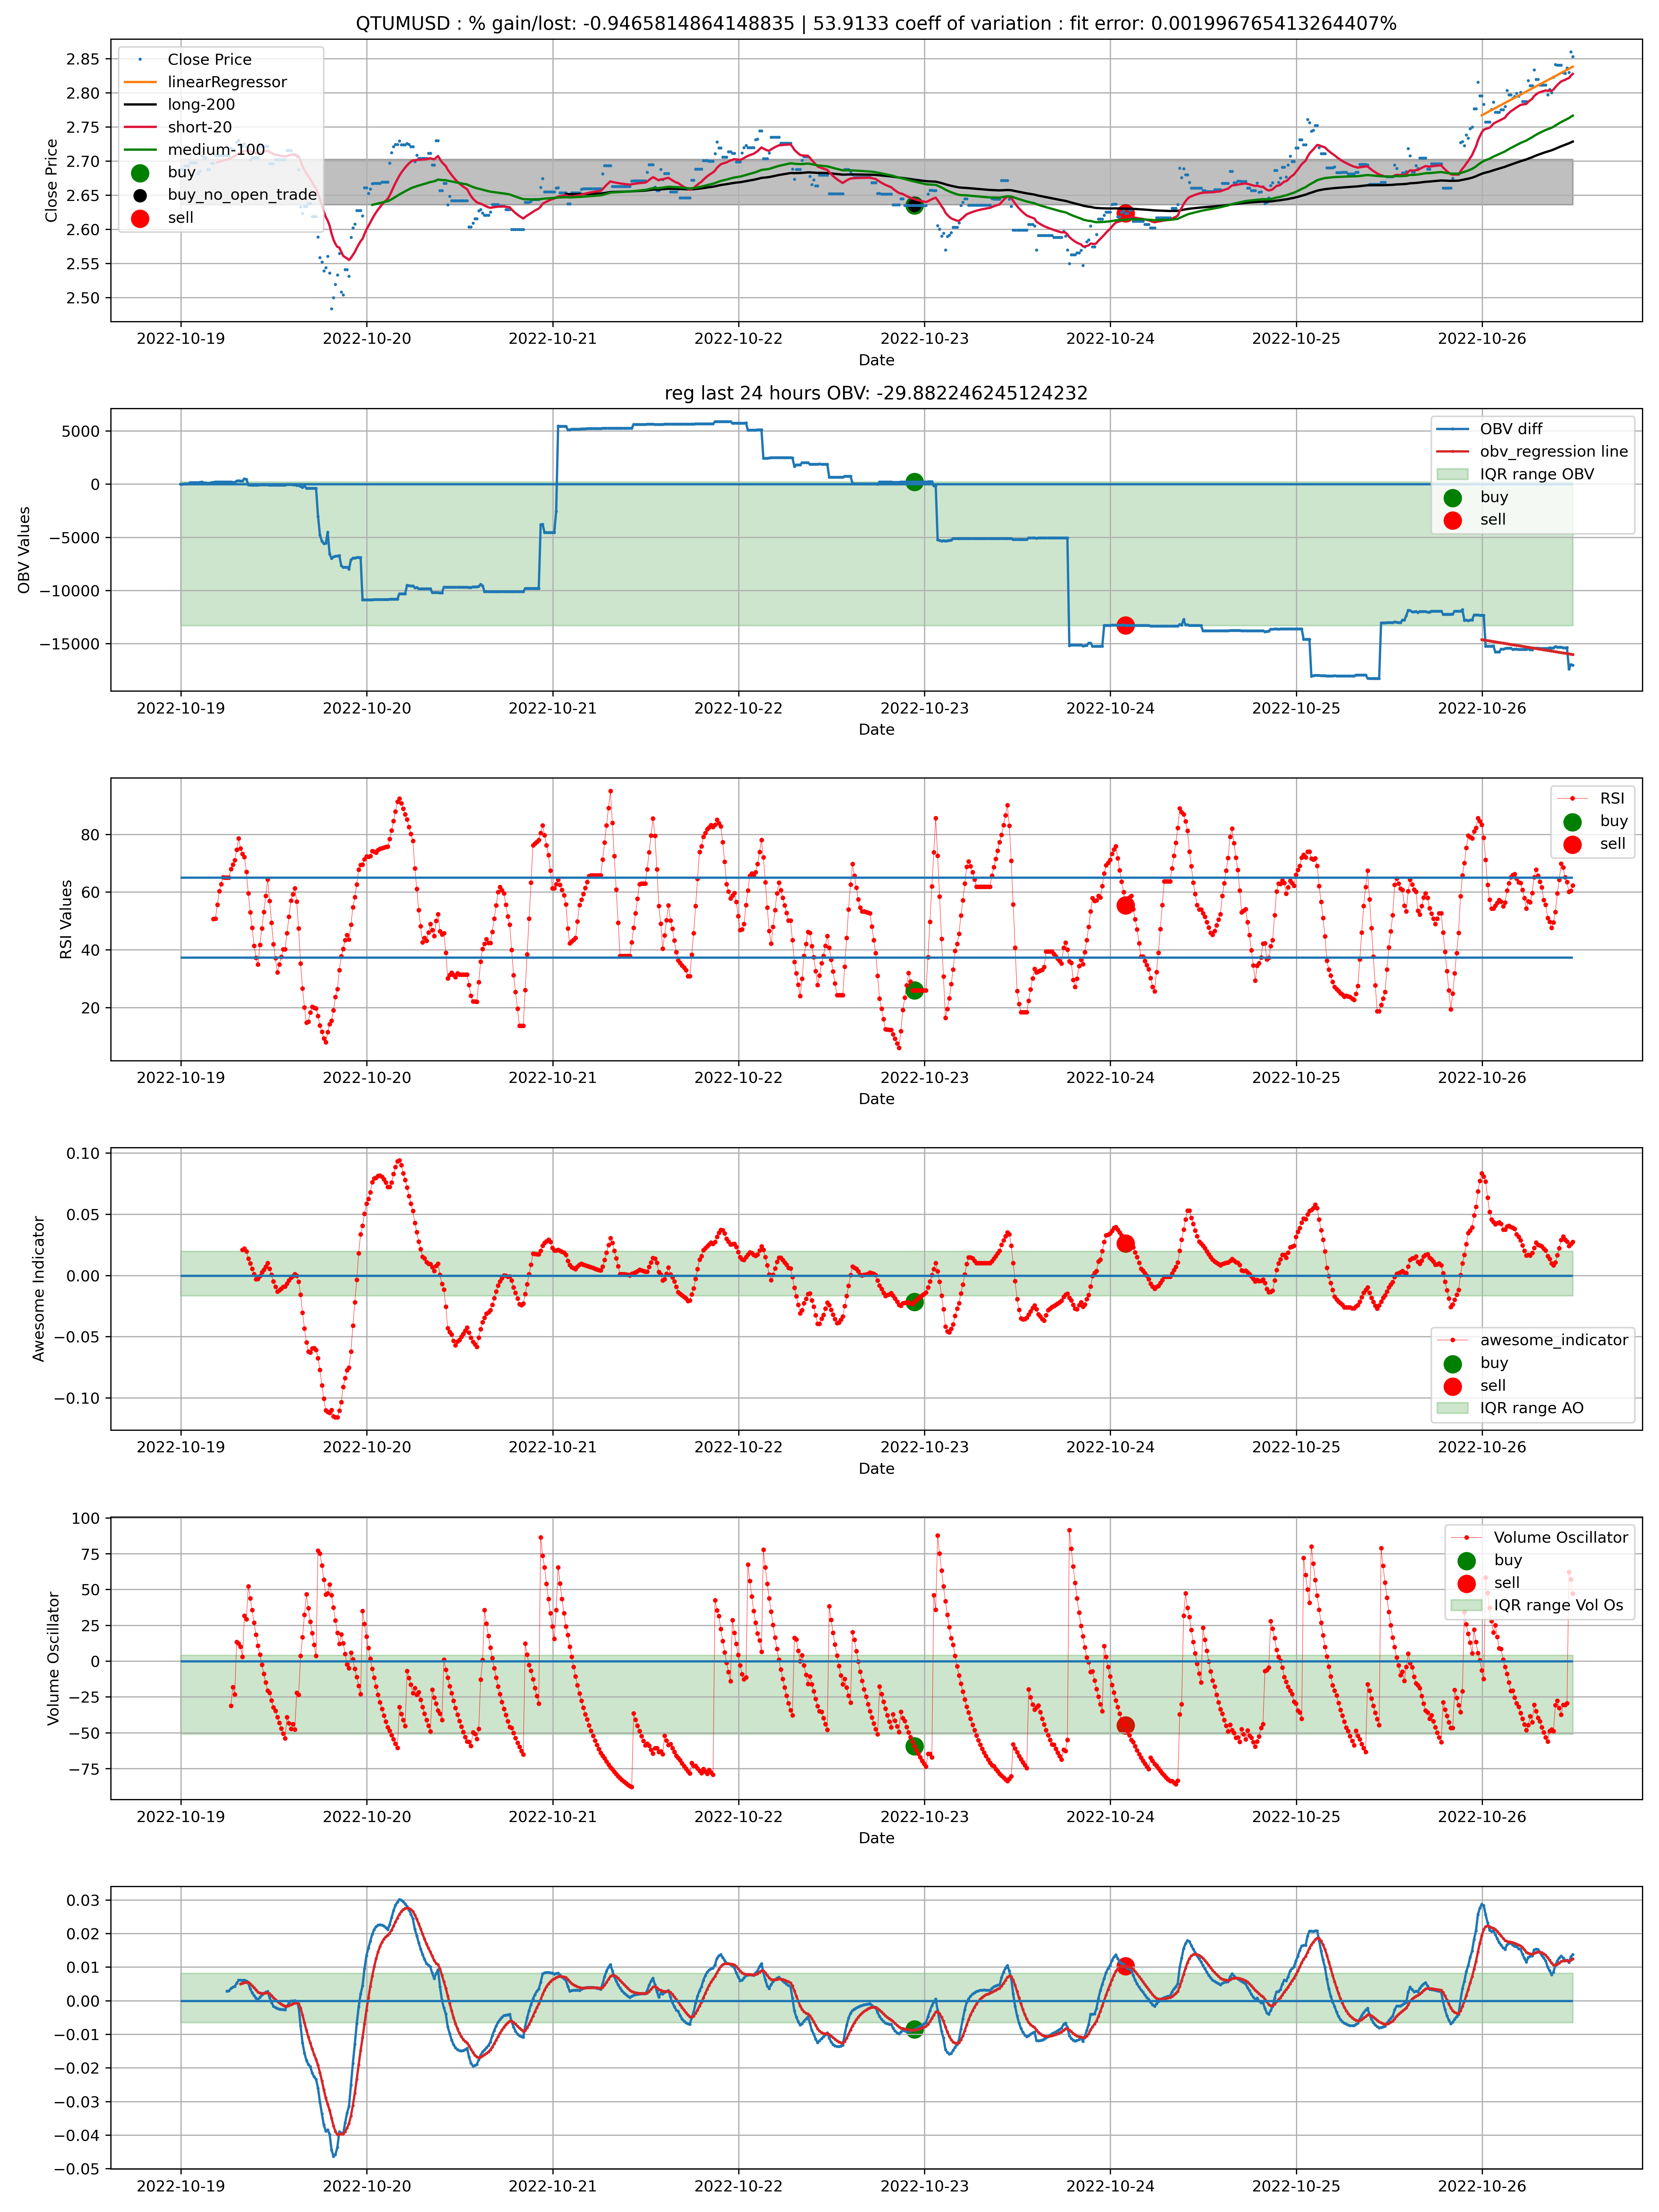 QTUMUSD : % gain/lost: -0.9465814864148835 | 53.9133 coeff of variation : fit error: 0.001996765413264407%
Close Price
2.85
2.80
2.75
2.70
2.65
2.60
2.55
2.50
Close Price
linearRegressor
long-200
short-20
medium-100
buy
buy_no_open_trade
sell
2022-10-19 2022-10-20 2022-10-21 2022-10-22 2022-10-23 2022-10-24 2022-10-25 2022-10-26
Date
reg last 24 hours OBV: -29.882246245124232
OBV Values
5000
0
−5000
−10000
−15000
OBV diff
obv_regression line
IQR range OBV
buy
sell
2022-10-19 2022-10-20 2022-10-21 2022-10-22 2022-10-23 2022-10-24 2022-10-25 2022-10-26
Date
RSI Values
80
60
40
20
RSI
buy
sell
2022-10-19 2022-10-20 2022-10-21 2022-10-22 2022-10-23 2022-10-24 2022-10-25 2022-10-26
Date
Awesome Indicator
0.10
0.05
0.00
−0.05
−0.10
awesome_indicator
buy
sell
IQR range AO
2022-10-19 2022-10-20 2022-10-21 2022-10-22 2022-10-23 2022-10-24 2022-10-25 2022-10-26
Date
Volume Oscillator
100
75
50
25
0
−25
−50
−75
Volume Oscillator
buy
sell
IQR range Vol Os
2022-10-19 2022-10-20 2022-10-21 2022-10-22 2022-10-23 2022-10-24 2022-10-25 2022-10-26
Date
0.03
0.02
0.01
0.00
−0.01
−0.02
−0.03
−0.04
−0.05
2022-10-19 2022-10-20 2022-10-21 2022-10-22 2022-10-23 2022-10-24 2022-10-25 2022-10-26